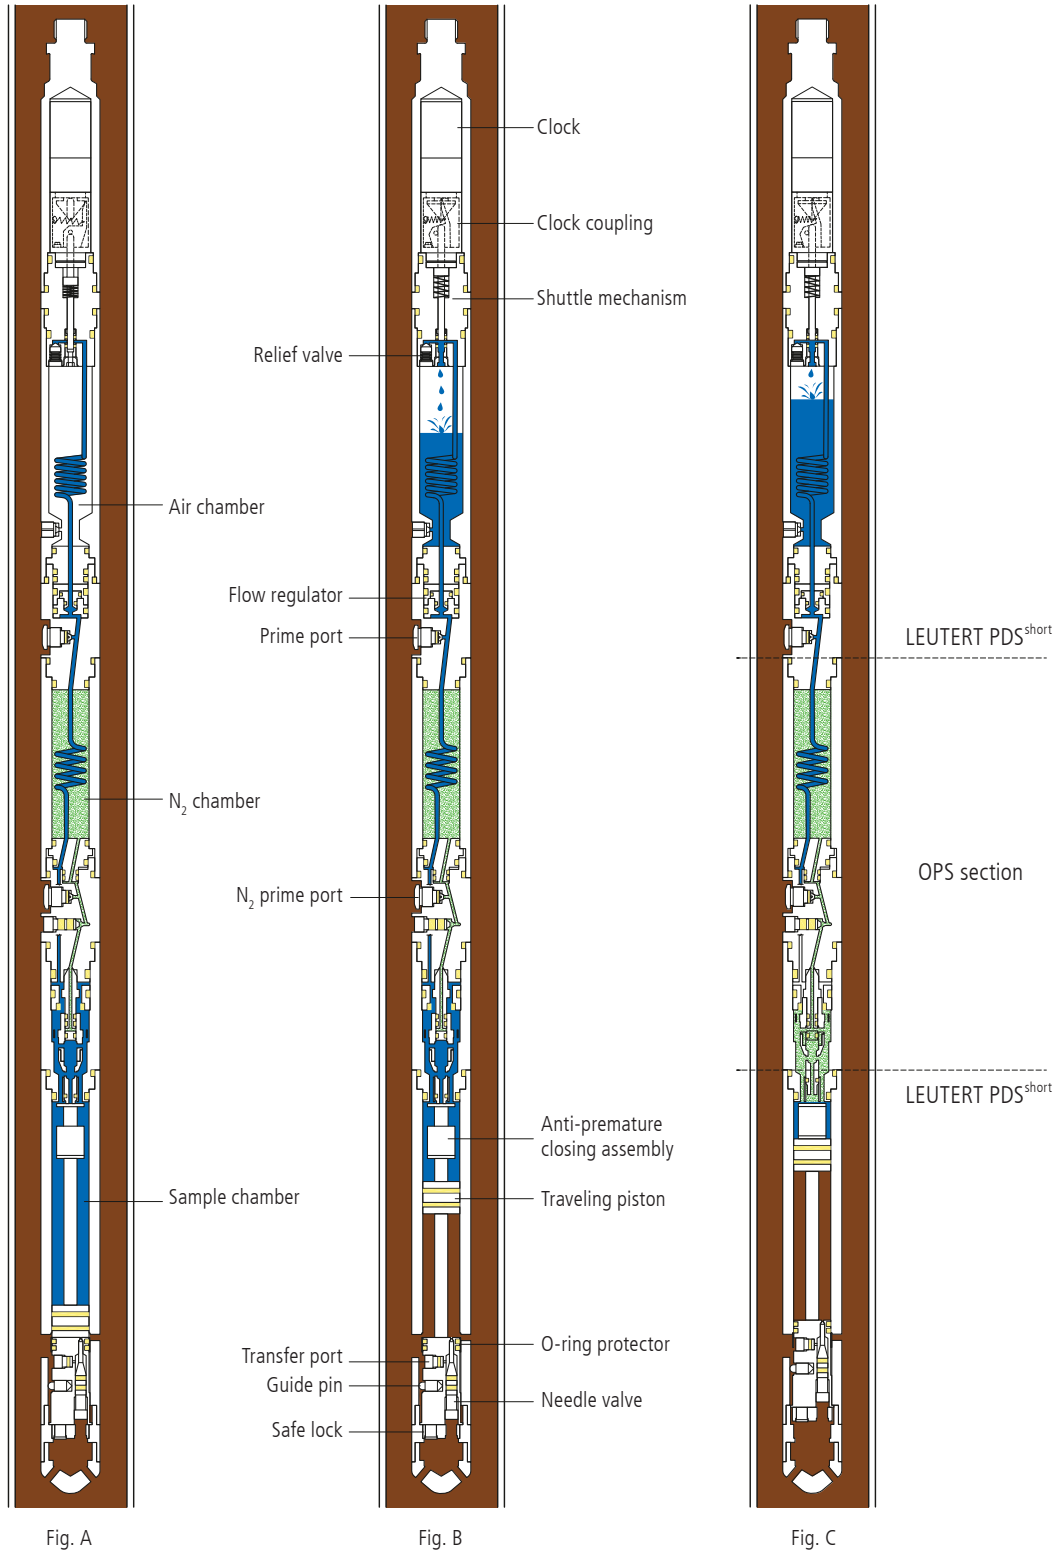 Clock
Clock coupling
Shuttle mechanism
Relief valve
Air chamber
Flow regulator
Prime port
LEUTERT PDSshort
N2 chamber
OPS section
N2 prime port
LEUTERT PDSshort
Anti-premature
closing assembly
Sample chamber
Traveling piston
O-ring protector
Transfer port
Guide pin
Needle valve
Safe lock
Fig. A
Fig. B
Fig. C